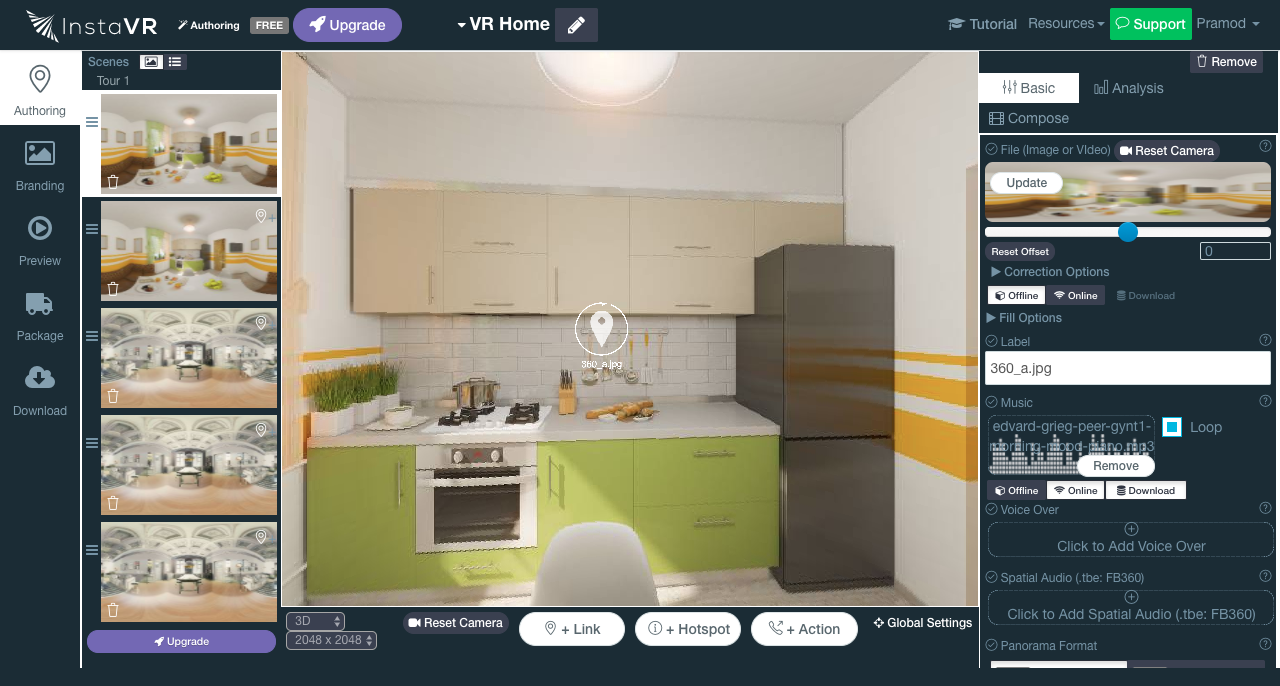 InstaVR
Authoring
FREE
Upgrade
VR Home
Tutorial
Resources
Support
Pramod
Authoring
Branding
Preview
Package
Download
Scenes
Tour 1
Upgrade
360_a.jpg
3D
2048 x 2048
Reset Camera
+ Link
+ Hotspot
+ Action
Global Settings
Remove
Basic
Analysis
Compose
File (Image or VIdeo)
Reset Camera
Update
Reset Offset
0
Correction Options
Offline
Online
Download
Fill Options
Label
360_a.jpg
Music
edvard-grieg-peer-gynt1-
morning-mood-piano.mp3
Loop
Remove
Offline
Online
Download
Voice Over
Click to Add Voice Over
Spatial Audio (.tbe: FB360)
Click to Add Spatial Audio (.tbe: FB360)
Panorama Format